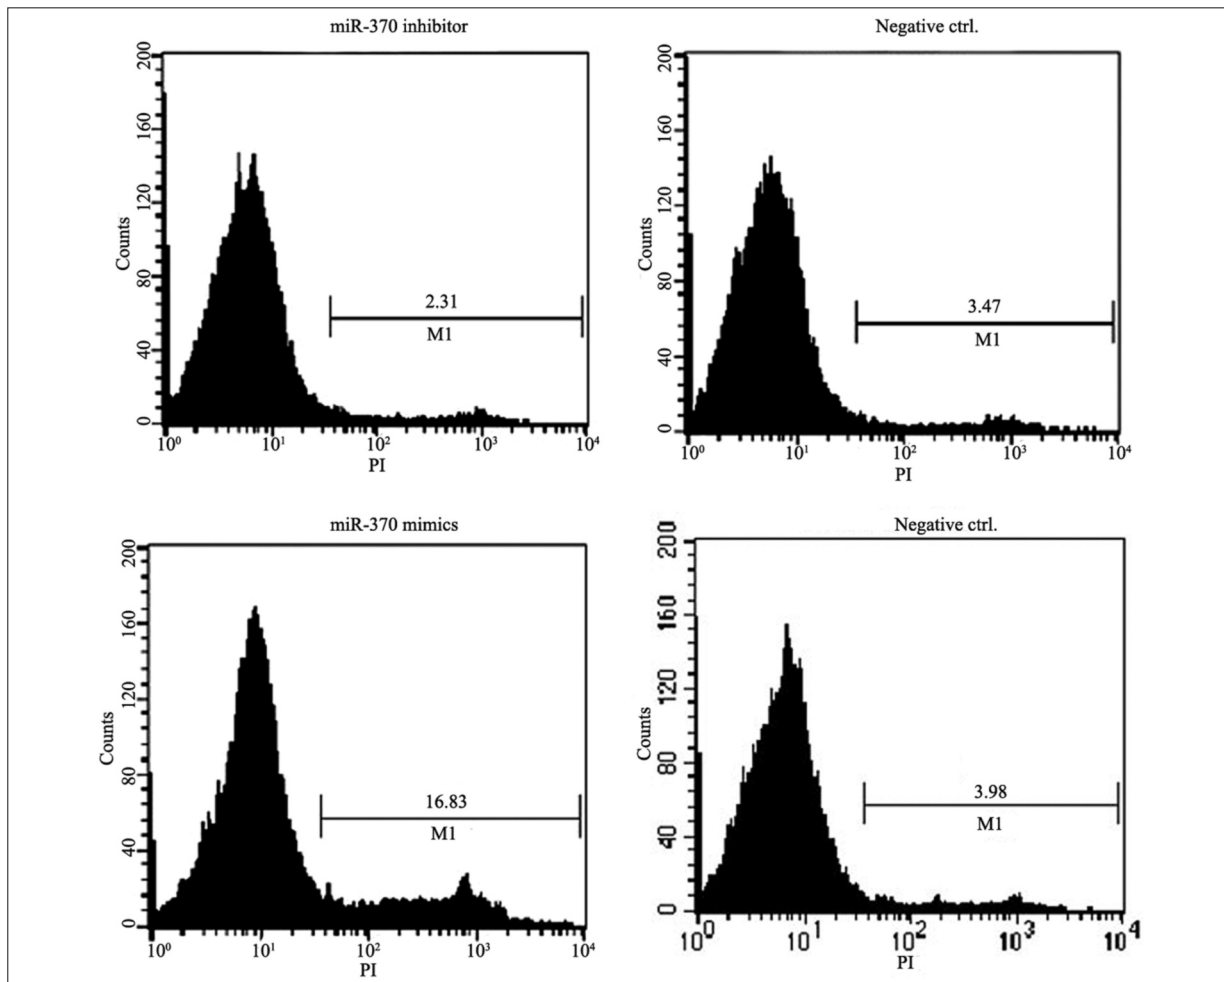 miR-370 inhibitor
200
160
120
80
40
0
Counts
2.31
M1
10⁰ 10¹ 10² 10³ 10⁴
PI
Negative ctrl.
200
160
120
80
40
0
Counts
3.47
M1
10⁰ 10¹ 10² 10³ 10⁴
PI
miR-370 mimics
200
160
120
80
40
0
Counts
16.83
M1
10⁰ 10¹ 10² 10³ 10⁴
PI
Negative ctrl.
200
160
120
80
40
0
Counts
3.98
M1
10⁰ 10¹ 10² 10³ 10⁴
PI